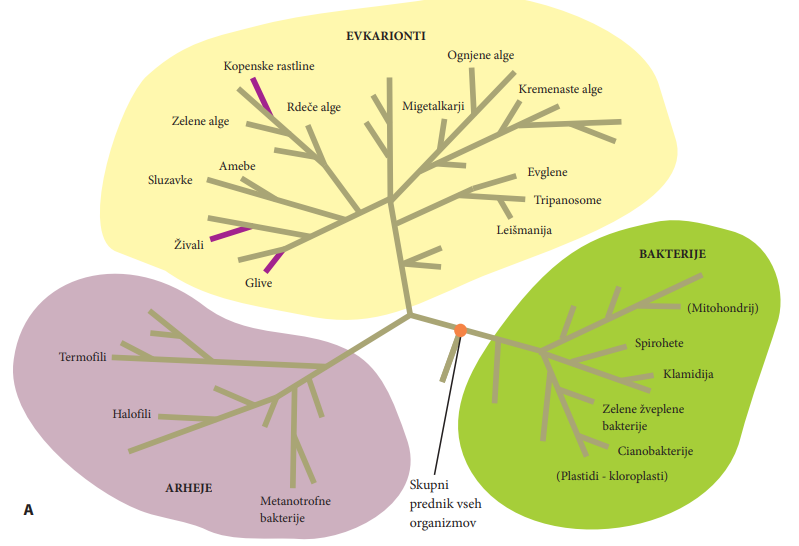 EVKARIONTI
Ognjene alge
Kopenske rastline
Kremenaste alge
Rdeče alge
Migetalkarji
Zelene alge
Amebe
Sluzavke
Evglene
Tripanosome
Leišmanija
Živali
Glive
BAKTERIJE
(Mitohondrij)
Spirohete
Klamidija
Zelene žveplene
bakterije
Cianobakterije
(Plastidi - kloroplasti)
Termofili
Halofili
ARHEJE
Metanotrofne
bakterije
Skupni
prednik vseh
organizmov
A